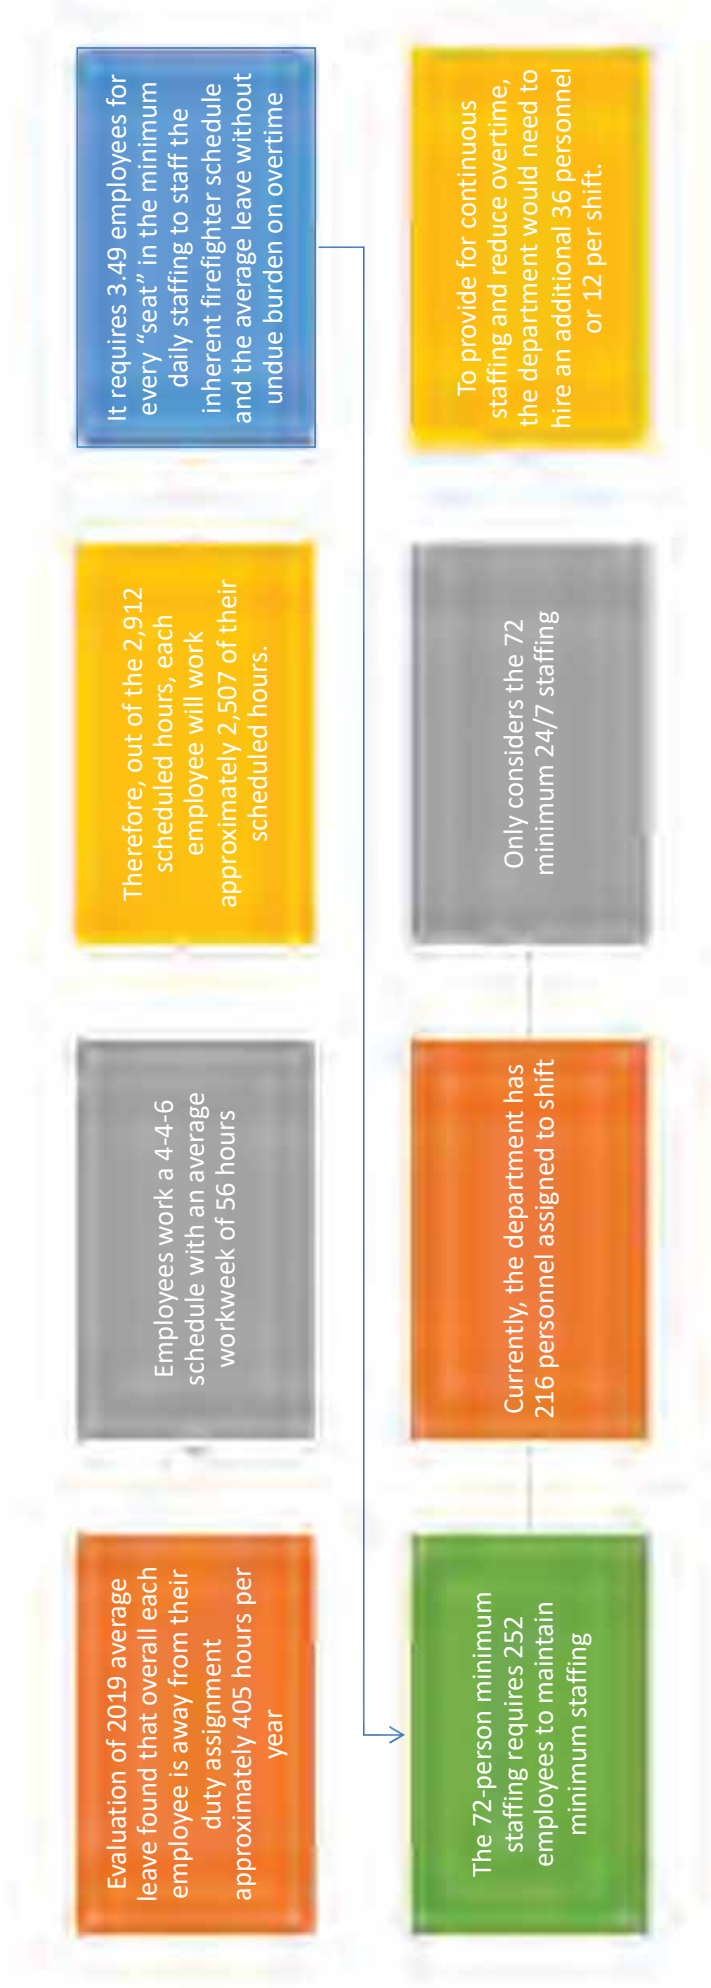 Evaluation of 2019 average
leave found that overall each
employee is away from their
duty assignment
approximately 405 hours per
year
Employees work a 4-4-6
schedule with an average
workweek of 56 hours
Therefore, out of the 2,912
scheduled hours, each
employee will work
approximately 2,507 of their
scheduled hours.
It requires 3.49 employees for
every “seat” in the minimum
daily staffing to staff the
inherent firefighter schedule
and the average leave without
undue burden on overtime
The 72-person minimum
staffing requires 252
employees to maintain
minimum staffing
Currently, the department has
216 personnel assigned to shift
Only considers the 72
minimum 24/7 staffing
To provide for continuous
staffing and reduce overtime,
the department would need to
hire an additional 36 personnel
or 12 per shift.